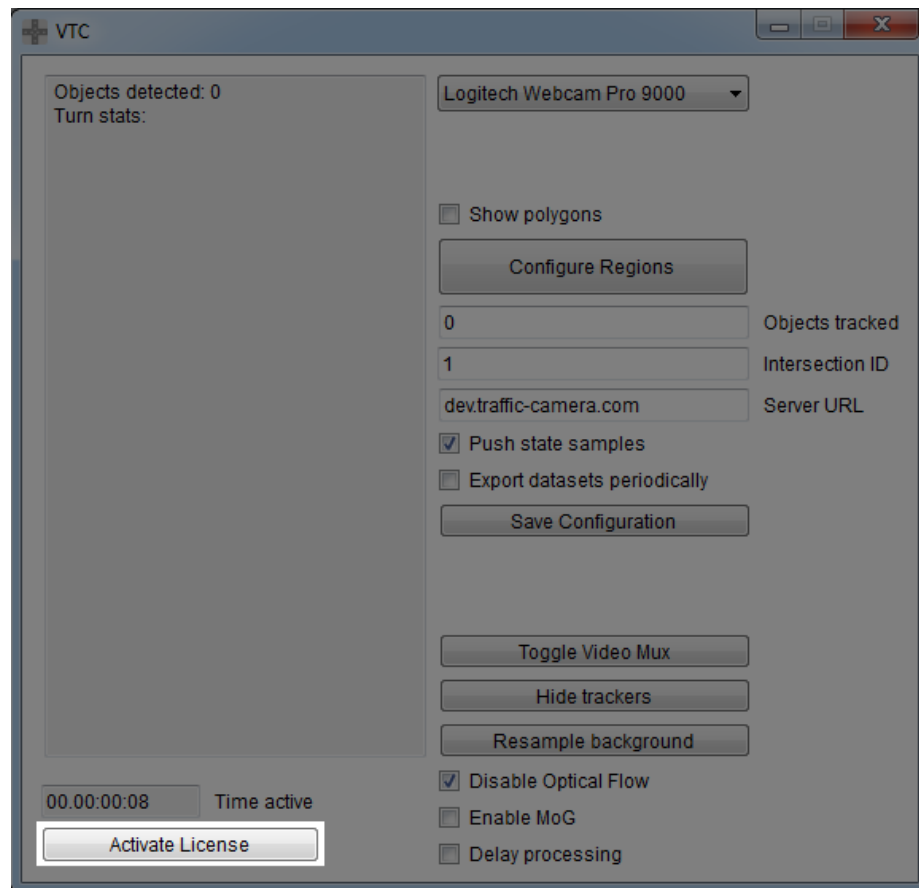 VTC
Objects detected: 0
Turn stats:
Logitech Webcam Pro 9000
Show polygons
Configure Regions
0 Objects tracked
1 Intersection ID
dev.traffic-camera.com Server URL
Push state samples
Export datasets periodically
Save Configuration
Toggle Video Mux
Hide trackers
Resample background
Disable Optical Flow
00.00:00:08 Time active
Enable MoG
Activate License
Delay processing